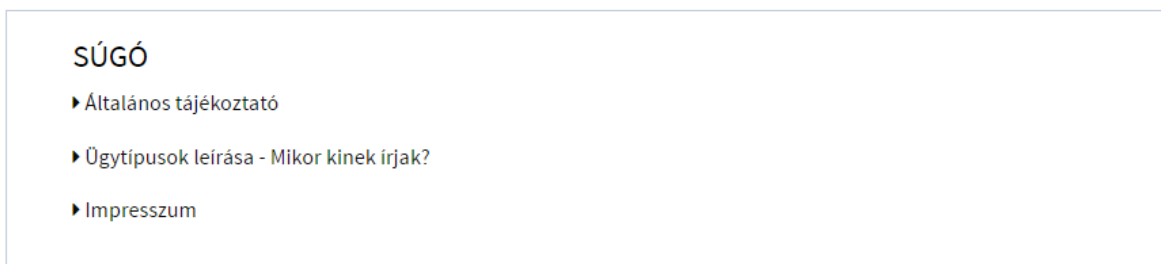 SÚGÓ
Általános tájékoztató
Ügytípusok leírása - Mikor kinek írjak?
Impresszum